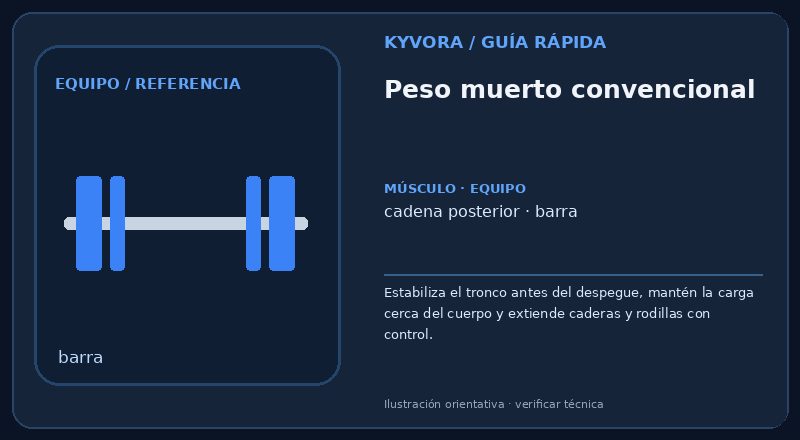 EQUIPO / REFERENCIA
barra
KYVORA / GUÍA RÁPIDA
Peso muerto convencional
MÚSCULO · EQUIPO
cadena posterior · barra
Estabiliza el tronco antes del despegue, mantén la carga
cerca del cuerpo y extiende caderas y rodillas con
control.
Ilustración orientativa · verificar técnica